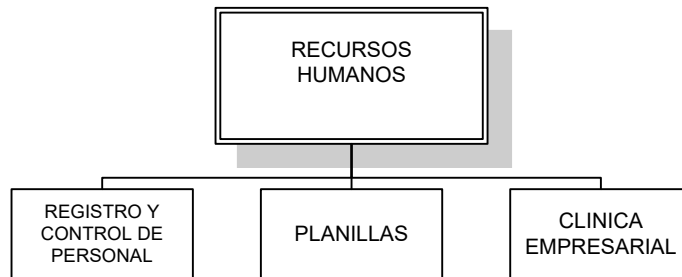 RECURSOS
HUMANOS
REGISTRO Y
CONTROL DE
PERSONAL
PLANILLAS
CLINICA
EMPRESARIAL